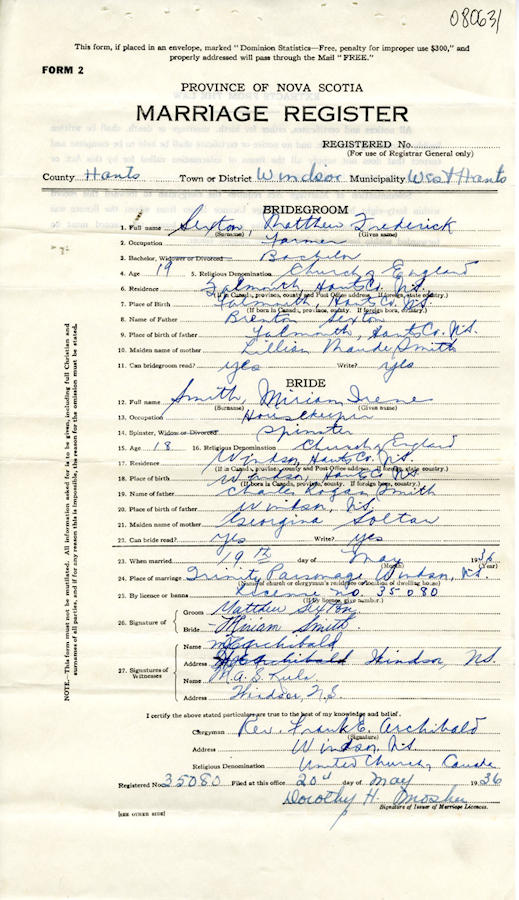 080631
This form, if placed in an envelope, marked "Dominion Statistics—Free, penalty for improper use $300," and
properly addressed will pass through the Mail "FREE."
FORM 2
PROVINCE OF NOVA SCOTIA
MARRIAGE REGISTER
REGISTERED No.
(For use of Registrar General only)
County Hants Town or District Windsor Municipality West Hants
BRIDEGROOM
1. Full name Sexton, Matthew Frederick
(Surname) (Given name)
2. Occupation Farmer
3. Bachelor, Widower or Divorced Bachelor
4. Age 19 5. Religious Denomination Church of England
6. Residence Falmouth, Hants Co. N.S.
(If in Canada, province, county and Post Office address. If foreign, state country.)
7. Place of Birth Falmouth, Hants Co. N.S.
(If born in Canada, province, county. If foreign born, country.)
8. Name of Father Brenton Sexton
9. Place of birth of father Falmouth, Hants Co. N.S.
10. Maiden name of mother Lillian Maude Smith
11. Can bridegroom read? yes Write? yes
BRIDE
12. Full name Smith, Miriam Irene
(Surname) (Given name)
13. Occupation Housekeeper
14. Spinster, Widow or Divorced Spinster
15. Age 18 16. Religious Denomination Church of England
17. Residence Windsor, Hants Co. N.S.
(If in Canada, province, county and Post Office address. If foreign, state country.)
18. Place of birth Windsor, Hants Co. N.S.
(If born in Canada, province, county. If foreign born, country.)
19. Name of father Charles Logan Smith
20. Place of birth of father Windsor, N.S.
21. Maiden name of mother Georgina Soltau
22. Can bride read? yes Write? yes
23. When married 19th day of May 1936
(Month) (Year)
24. Place of marriage Trinity Parsonage, Windsor, N.S.
(Name of church or clergyman's residence or location of dwelling house)
25. By license or banns License no. 35080
(If By license, give number.)
26. Signature of Groom Matthew Sexton
Bride Miriam Smith
27. Signatures of Witnesses
Name M E Archibald
Address Windsor, N.S.
Name M.A.S.
Address Windsor, N.S.
I certify the above stated particulars are true to the best of my knowledge and belief.
Clergyman Rev. Frank E. Archibald
(Signature)
Address Windsor, N.S.
Religious Denomination United Church, Canada
Registered No. 35080 Filed at this office 20th day of May 1936
Dorothy H. Mosher
Signature of Issuer of Marriage Licences.
[SEE OTHER SIDE]
NOTE.—This form must not be mutilated. All information asked for is to be given, including full Christian and
surnames of all parties, and if for any reason this is impossible, the reason for the omission must be stated.